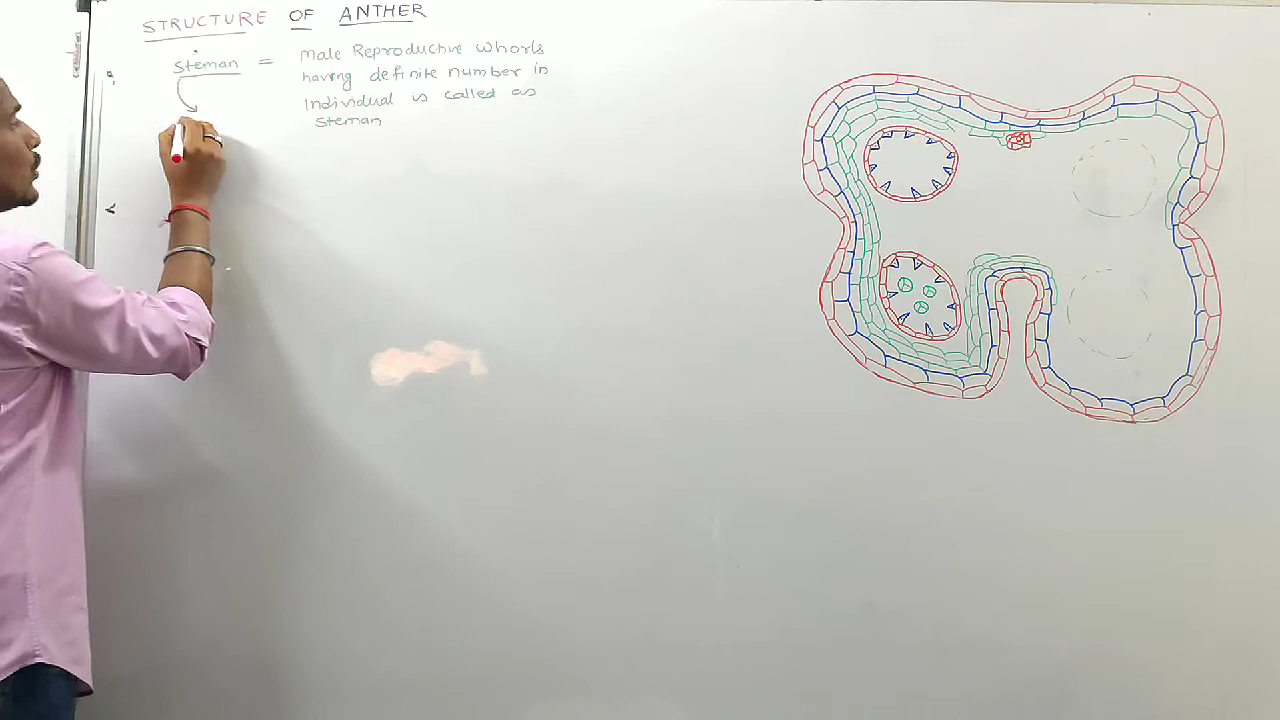 STRUCTURE OF ANTHER
steman = Male Reproductive whorls
having definite number in
Individual is called as
steman